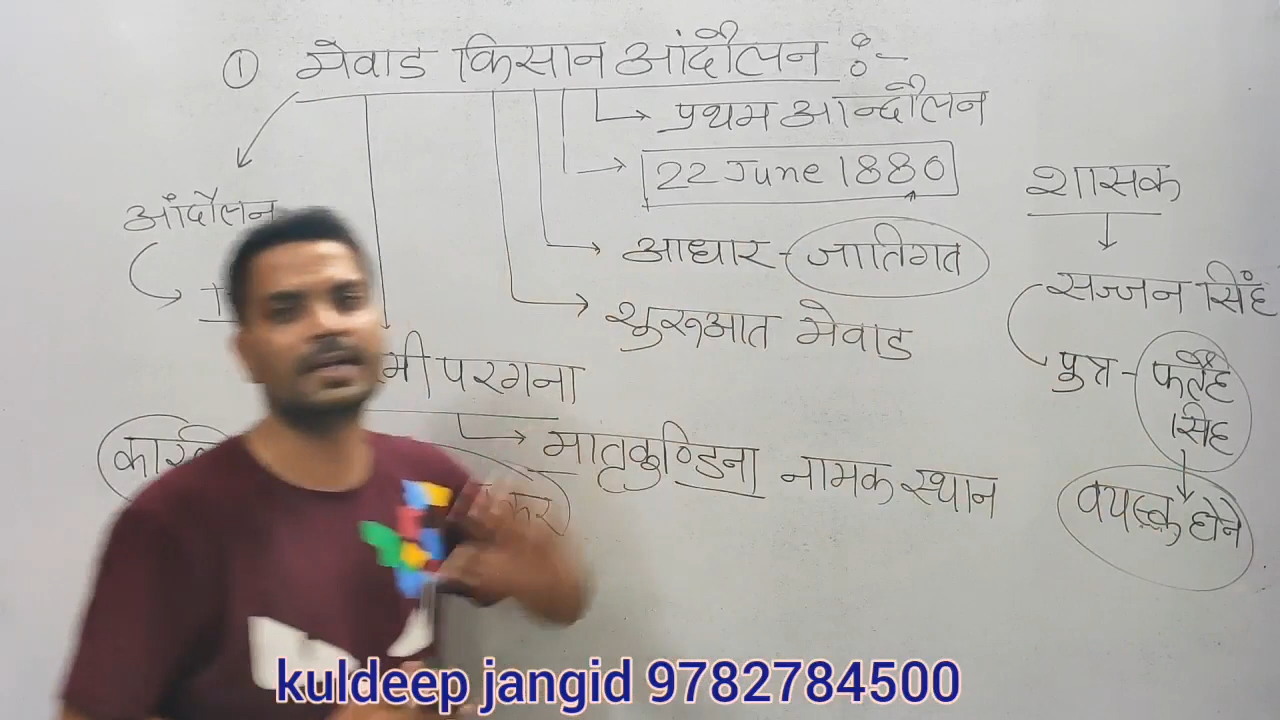 ① मेवाड किसान आंदौलन :-
प्रथम आन्दौलन
22 June 1880
आधार - जातिगत
शुरूआत मेवाड
आंदौलन
परगना
मातृकुण्डिना नामक स्थान
कर
शासक
सज्जन सिंह
पुत्र - फतैह
सिंह
वयस्क होने
kuldeep jangid 9782784500